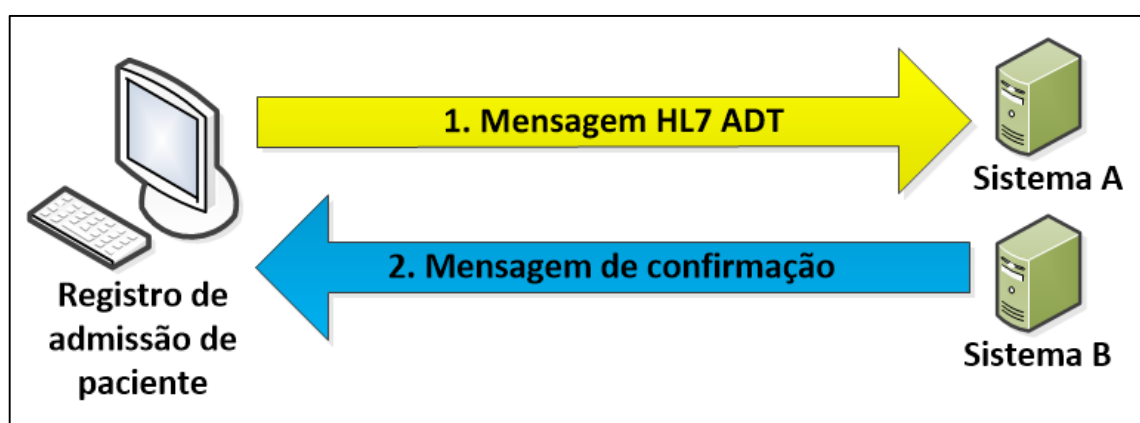 1. Mensagem HL7 ADT
Sistema A
2. Mensagem de confirmação
Registro de
admissão de
paciente
Sistema B